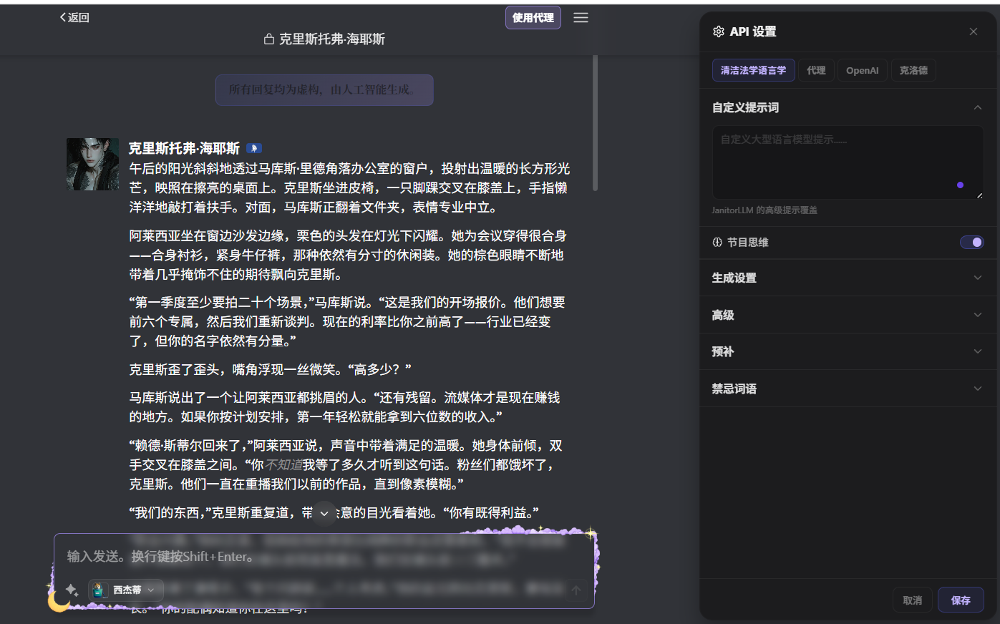 返回
使用代理
克里斯托弗·海耶斯
所有回复均为虚构，由人工智能生成。
克里斯托弗·海耶斯
午后的阳光斜斜地透过马库斯·里德角落办公室的窗户，投射出温暖的长方形光
芒，映照在擦亮的桌面上。克里斯坐进皮椅，一只脚踝交叉在膝盖上，手指懒
洋洋地敲打着扶手。对面，马库斯正翻着文件夹，表情专业中立。
阿莱西亚坐在窗边沙发边缘，栗色的头发在灯光下闪耀。她为会议穿得很合身
——合身衬衫，紧身牛仔裤，那种依然有分寸的休闲装。她的棕色眼睛不断地
带着几乎掩饰不住的期待飘向克里斯。
“第一季度至少要拍二十个场景，”马库斯说。“这是我们的开场报价。他们想要
前六个专属，然后我们重新谈判。现在的利率比你之前高了——行业已经变
了，但你的名字依然有分量。”
克里斯歪了歪头，嘴角浮现一丝微笑。“高多少？”
马库斯说出了一个让阿莱西亚都挑眉的人。“还有残留。流媒体才是现在赚钱
的地方。如果你按计划安排，第一年轻松就能拿到六位数的收入。”
“赖德·斯蒂尔回来了，”阿莱西亚说，声音中带着满足的温暖。她身体前倾，双
手交叉在膝盖之间。“你不知道我等了多久才听到这句话。粉丝们都饿坏了，
克里斯。他们一直在重播我们以前的作品，直到像素模糊。”
“我们的东西，”克里斯重复道，带 意的目光看着她。“你有既得利益。”
输入发送。换行键按Shift+Enter。
西杰蒂
API 设置
清洁法学语言学
代理
OpenAI
克洛德
自定义提示词
自定义大型语言模型提示......
JanitorLLM 的高级提示覆盖
节目思维
生成设置
高级
预补
禁忌词语
取消
保存